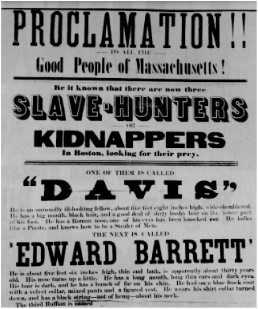 PROCLAMATION!!
TO ALL THE
Good People of Massachusetts!
Be it known that there are now three
SLAVE-HUNTERS
OR
KIDNAPPERS
In Boston, looking for their prey.
ONE OF THEM IS CALLED
"DAVIS"
He is an unusually ill-looking fellow, about five feet eight inches high, wide-shouldered.
He has a big mouth, black hair, and a good deal of dirty bushy hair on the lower part
of his face. He has a Roman nose, one of his eyes has been knocked out. He looks
like a Pirate, and knows how to be a Stealer of Men.
THE NEXT IS CALLED
"EDWARD BARRETT"
He is about five feet six inches high, thin and lank, is apparently about thirty years
old. His nose turns up a little. He has a long mouth, long thin ears and dark eyes.
His hair is dark, and he has a bunch of fur on his chin. He had on a blue frock coat
with a velvet collar, mixed pants and a figured vest. He wears his shirt collar turned
down, and has a black string—not of hemp—about his neck.
The third Ruffian is named